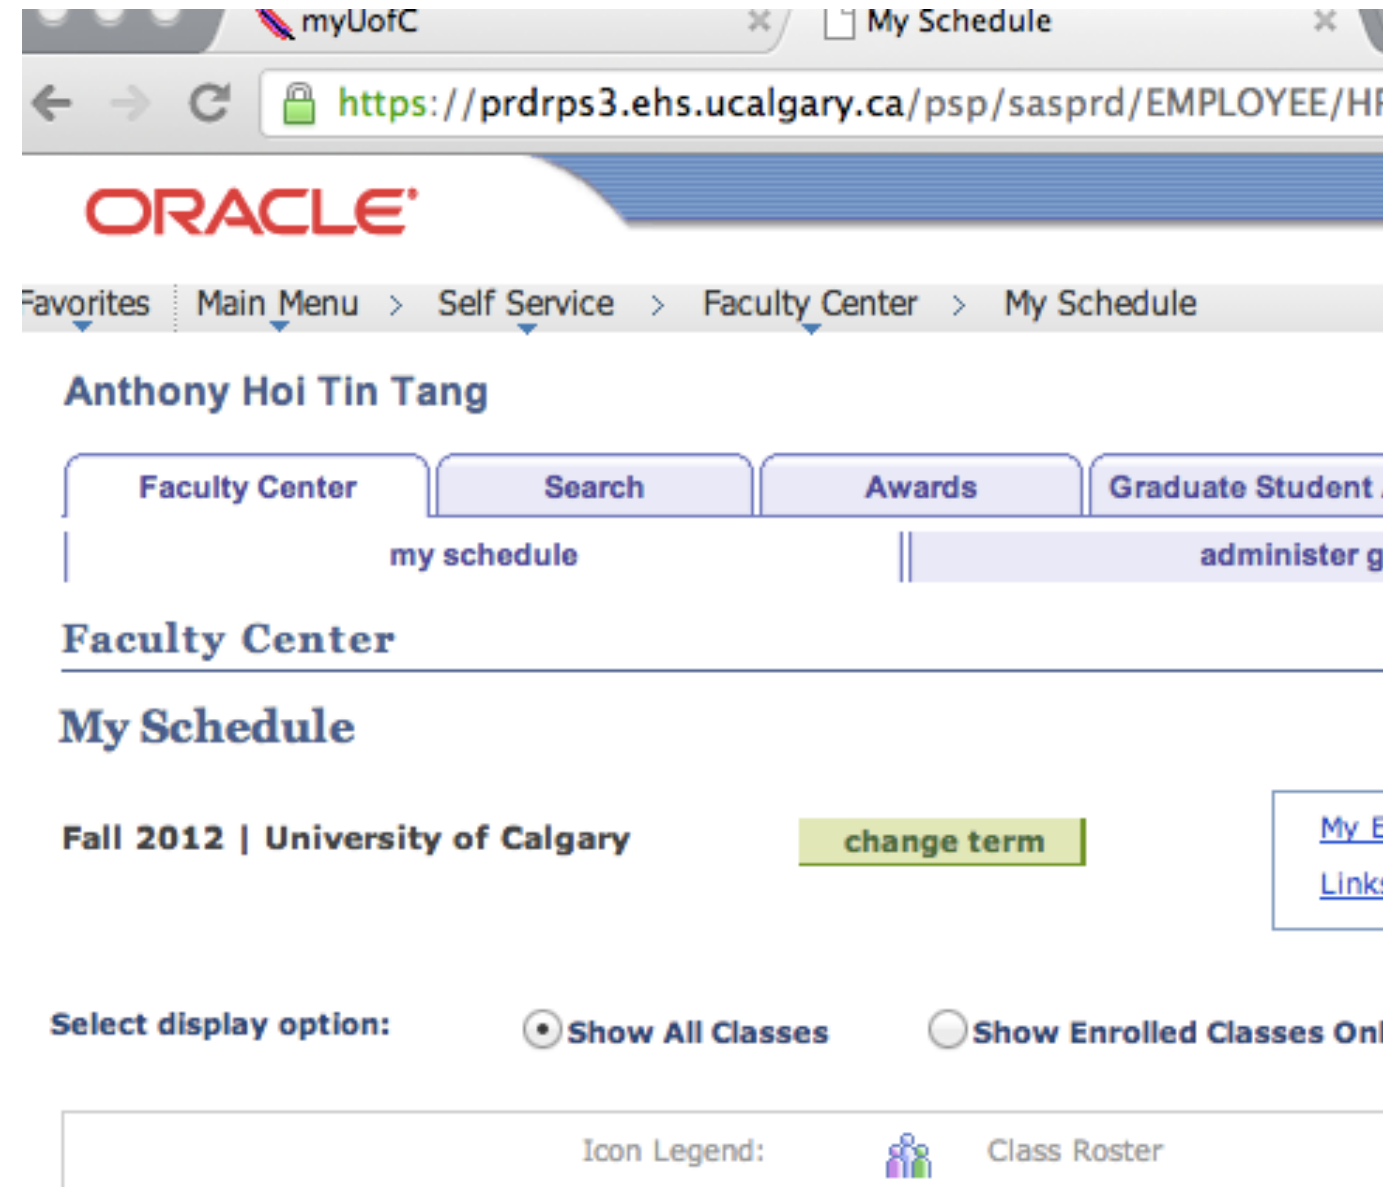 myUofC My Schedule
https://prdrps3.ehs.ucalgary.ca/psp/sasprd/EMPLOYEE/
ORACLE
Favorites Main Menu > Self Service > Faculty Center > My Schedule
Anthony Hoi Tin Tang
Faculty Center Search Awards Graduate Student
my schedule administer
Faculty Center
My Schedule
Fall 2012 | University of Calgary change term
My
Links
Select display option: Show All Classes Show Enrolled Classes Only
Icon Legend: Class Roster